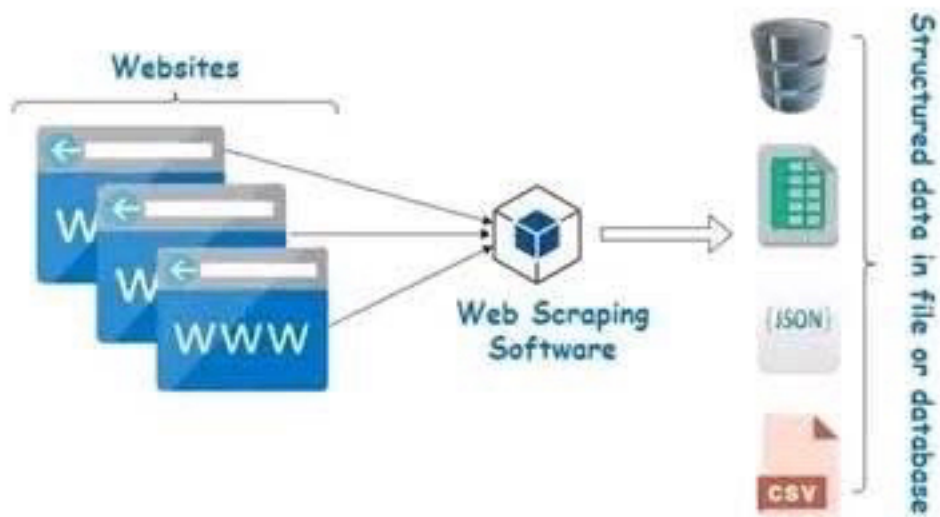 Websites
W
W
WWW
Web Scraping
Software
{JSON}
CSV
Structured data in file or database